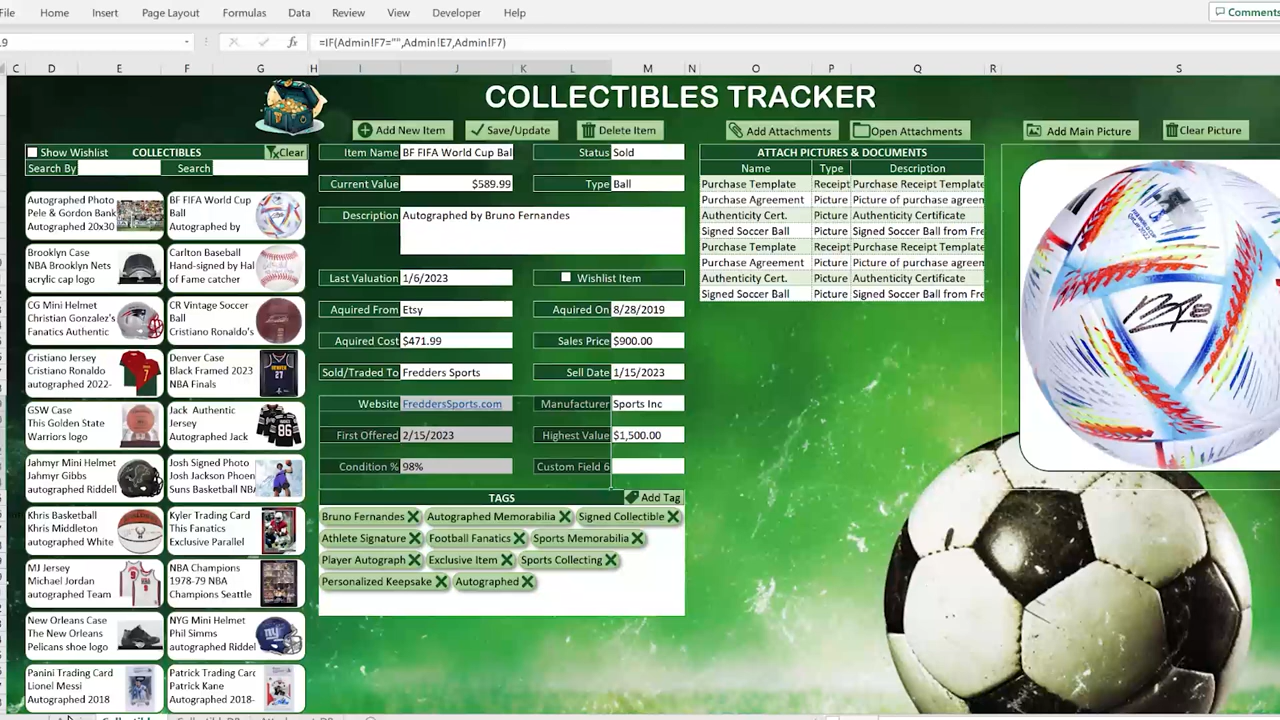 File Home Insert Page Layout Formulas Data Review View Developer Help Comments
=IF(Admin!F7="",Admin!E7,Admin!F7)
C D E F G H I J K L M N O P Q R S
COLLECTIBLES TRACKER
Add New Item Save/Update Delete Item Add Attachments Open Attachments Add Main Picture Clear Picture
Show Wishlist COLLECTIBLES Clear
Search By Search
Autographed Photo
Pele & Gordon Bank
Autographed 20x30
BF FIFA World Cup
Ball
Autographed by
Brooklyn Case
NBA Brooklyn Nets
acrylic cap logo
Carlton Baseball
Hand-signed by Hal
of Fame catcher
CG Mini Helmet
Christian Gonzalez's
Fanatics Authentic
CR Vintage Soccer
Ball
Cristiano Ronaldo's
Cristiano Jersey
Cristiano Ronaldo
autographed 2022-
Denver Case
Black Framed 2023
NBA Finals
GSW Case
This Golden State
Warriors logo
Jack Authentic
Jersey
Autographed Jack
Jahmyr Mini Helmet
Jahmyr Gibbs
autographed Riddell
Josh Signed Photo
Josh Jackson Phoen
Suns Basketball NBA
Khris Basketball
Khris Middleton
autographed White
Kyler Trading Card
This Fanatics
Exclusive Parallel
MJ Jersey
Michael Jordan
autographed Team
NBA Champions
1978-79 NBA
Champions Seattle
New Orleans Case
The New Orleans
Pelicans shoe logo
NYG Mini Helmet
Phil Simms
autographed Riddel
Panini Trading Card
Lionel Messi
Autographed 2018
Patrick Trading Card
Patrick Kane
Autographed 2018-
Item Name BF FIFA World Cup Bal Status Sold
Current Value $589.99 Type Ball
Description Autographed by Bruno Fernandes
Last Valuation 1/6/2023 Wishlist Item
Aquired From Etsy Aquired On 8/28/2019
Aquired Cost $471.99 Sales Price $900.00
Sold/Traded To Fredders Sports Sell Date 1/15/2023
Website FreddersSports.com Manufacturer Sports Inc
First Offered 2/15/2023 Highest Value $1,500.00
Condition % 98% Custom Field 6
TAGS Add Tag
Bruno Fernandes Autographed Memorabilia Signed Collectible
Athlete Signature Football Fanatics Sports Memorabilia
Player Autograph Exclusive Item Sports Collecting
Personalized Keepsake Autographed
ATTACH PICTURES & DOCUMENTS
Name Type Description
Purchase Template Receipt Purchase Receipt Template
Purchase Agreement Picture Picture of purchase agreem
Authenticity Cert. Picture Authenticity Certificate
Signed Soccer Ball Picture Signed Soccer Ball from Fre
Purchase Template Receipt Purchase Receipt Template
Purchase Agreement Picture Picture of purchase agreem
Authenticity Cert. Picture Authenticity Certificate
Signed Soccer Ball Picture Signed Soccer Ball from Fre